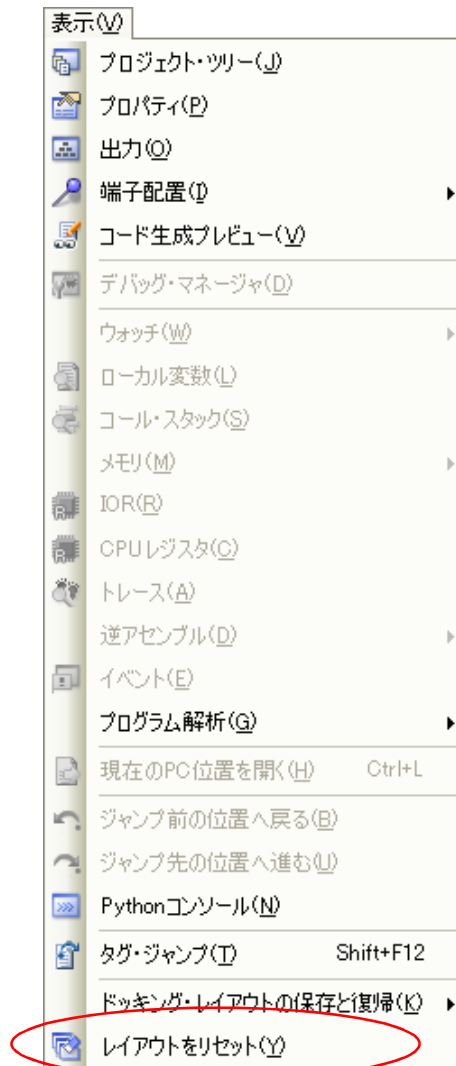 表示(V)
プロジェクト・ツリー(J)
プロパティ(P)
出力(O)
端子配置(I)
コード生成プレビュー(V)
デバッグ・マネージャ(D)
ウォッチ(W)
ローカル変数(L)
コール・スタック(S)
メモリ(M)
IOR(R)
CPUレジスタ(C)
トレース(A)
逆アセンブル(D)
イベント(E)
プログラム解析(G)
現在のPC位置を開く(H) Ctrl+L
ジャンプ前の位置へ戻る(B)
ジャンプ先の位置へ進む(U)
Pythonコンソール(N)
タグ・ジャンプ(T) Shift+F12
ドッキング・レイアウトの保存と復帰(K)
レイアウトをリセット(Y)